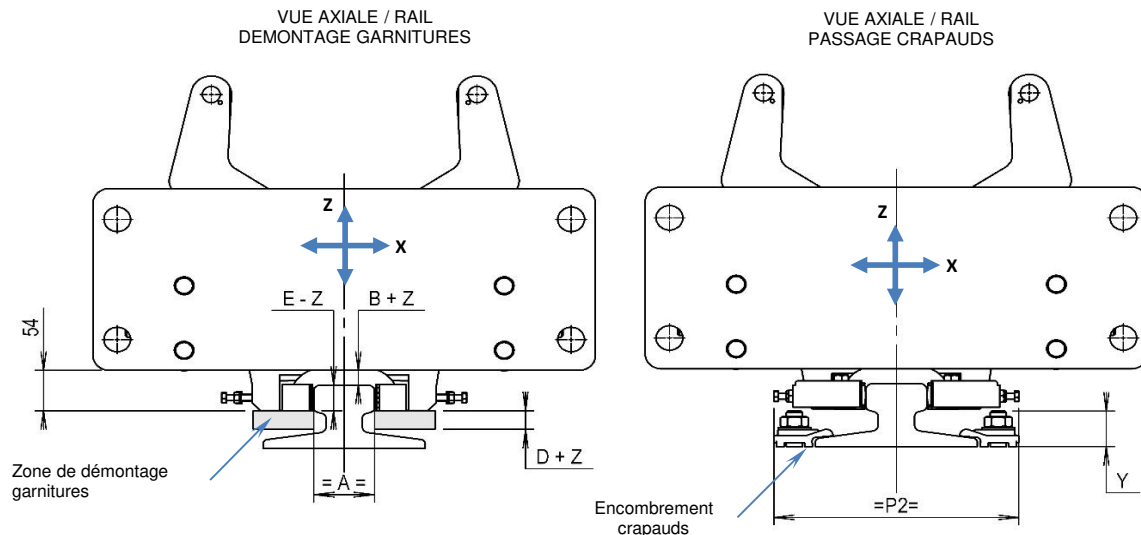 VUE AXIALE / RAIL
DEMONTAGE GARNITURES
VUE AXIALE / RAIL
PASSAGE CRAPAUDS
Z
X
Z
X
E - Z
B + Z
54
D + Z
= A =
Zone de démontage
garnitures
Y
=P2=
Encombrement
crapauds